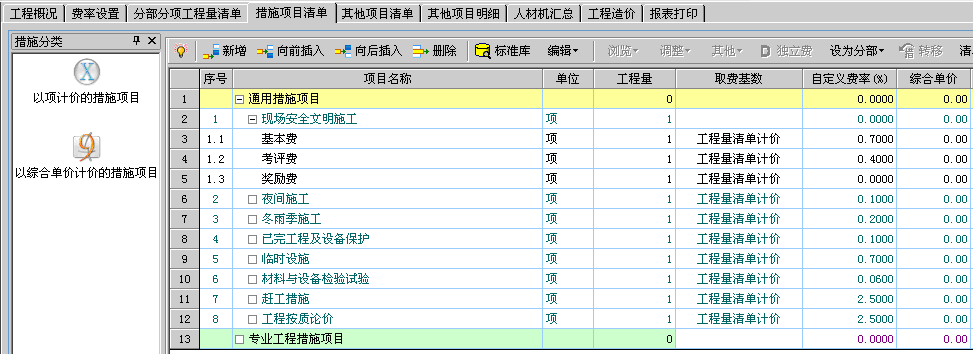 工程概况 费率设置 分部分项工程量清单 措施项目清单 其他项目清单 其他项目明细 人材机汇总 工程造价 报表打印
措施分类
以项计价的措施项目
以综合单价计价的措施项目
新增 向前插入 向后插入 删除 标准库 编辑 浏览 调整 其他 D 独立费 设为分部 转移 清
序号 项目名称 单位 工程量 取费基数 自定义费率(%) 综合单价
1 通用措施项目 0 0.0000 0.00
2 1 现场安全文明施工 项 1 0.0000 0.00
3 1.1 基本费 项 1 工程量清单计价 0.7000 0.00
4 1.2 考评费 项 1 工程量清单计价 0.4000 0.00
5 1.3 奖励费 项 1 工程量清单计价 0.0000 0.00
6 2 夜间施工 项 1 工程量清单计价 0.1000 0.00
7 3 冬雨季施工 项 1 工程量清单计价 0.2000 0.00
8 4 已完工程及设备保护 项 1 工程量清单计价 0.1000 0.00
9 5 临时设施 项 1 工程量清单计价 0.7000 0.00
10 6 材料与设备检验试验 项 1 工程量清单计价 0.0600 0.00
11 7 赶工措施 项 1 工程量清单计价 2.5000 0.00
12 8 工程按质论价 项 1 工程量清单计价 2.5000 0.00
13 专业工程措施项目 0 0.0000 0.00